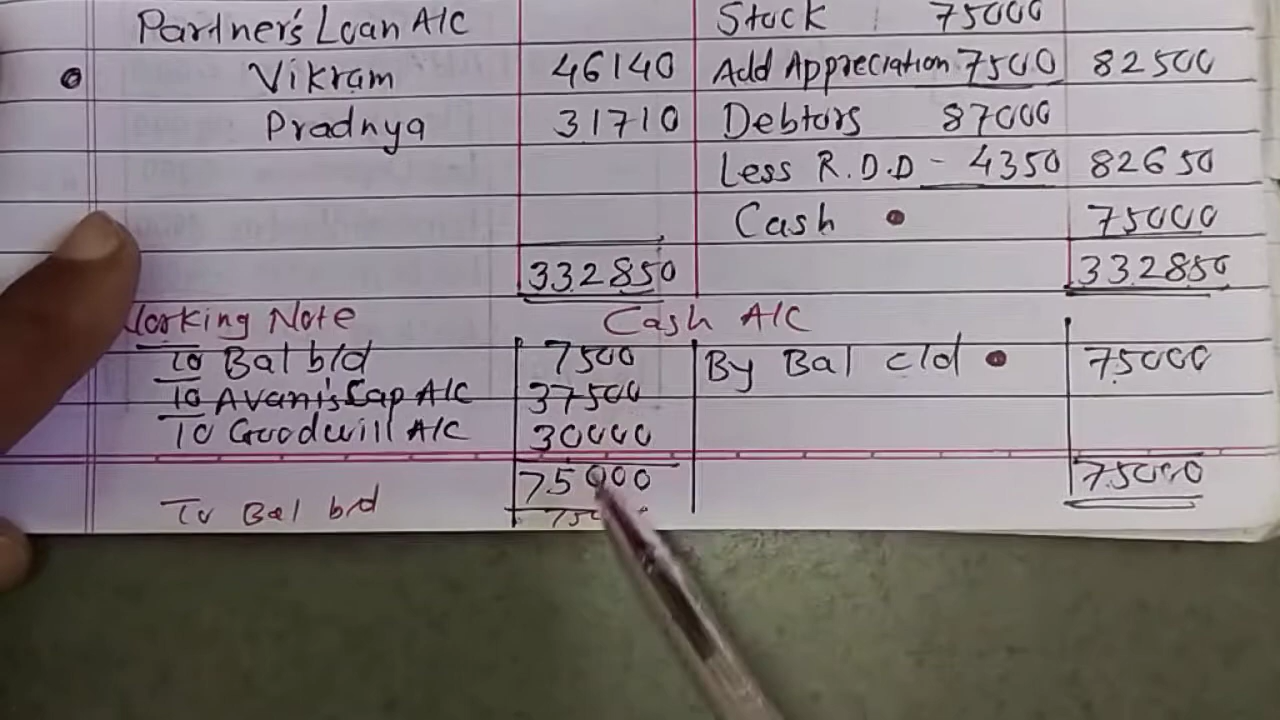 Partner's Loan A/C Stock 75000
Vikram 46140 Add Appreciation 7500 82500
Pradnya 31710 Debtors 87000
Less R.D.D - 4350 82650
Cash 75000
332850 332850
Working Note Cash A/C
To Bal b/d 7500 By Bal c/d 75000
To Avani's Cap A/C 37500
To Goodwill A/C 30000
75000 75000
To Bal b/d